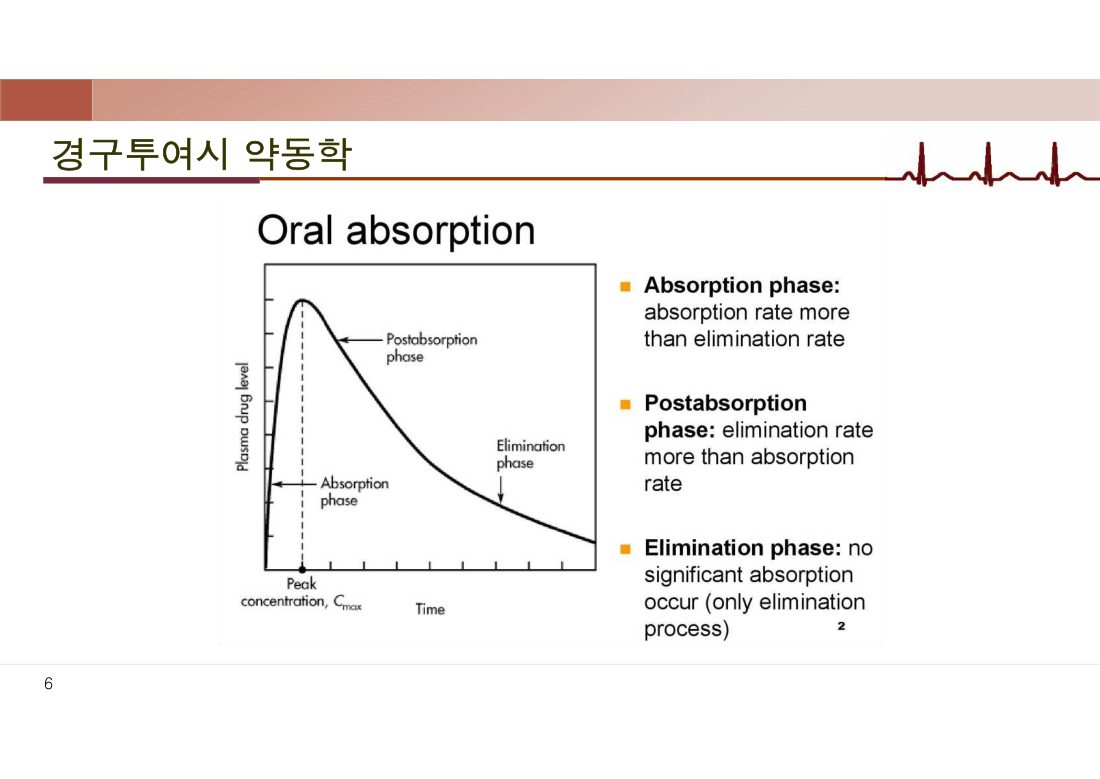 경구투여시 약동학
Oral absorption
Plasma drug level
Postabsorption
phase
Elimination
phase
Absorption
phase
Peak
concentration, Cmax
Time
■ Absorption phase:
absorption rate more
than elimination rate
■ Postabsorption
phase: elimination rate
more than absorption
rate
■ Elimination phase: no
significant absorption
occur (only elimination
process)
2
6